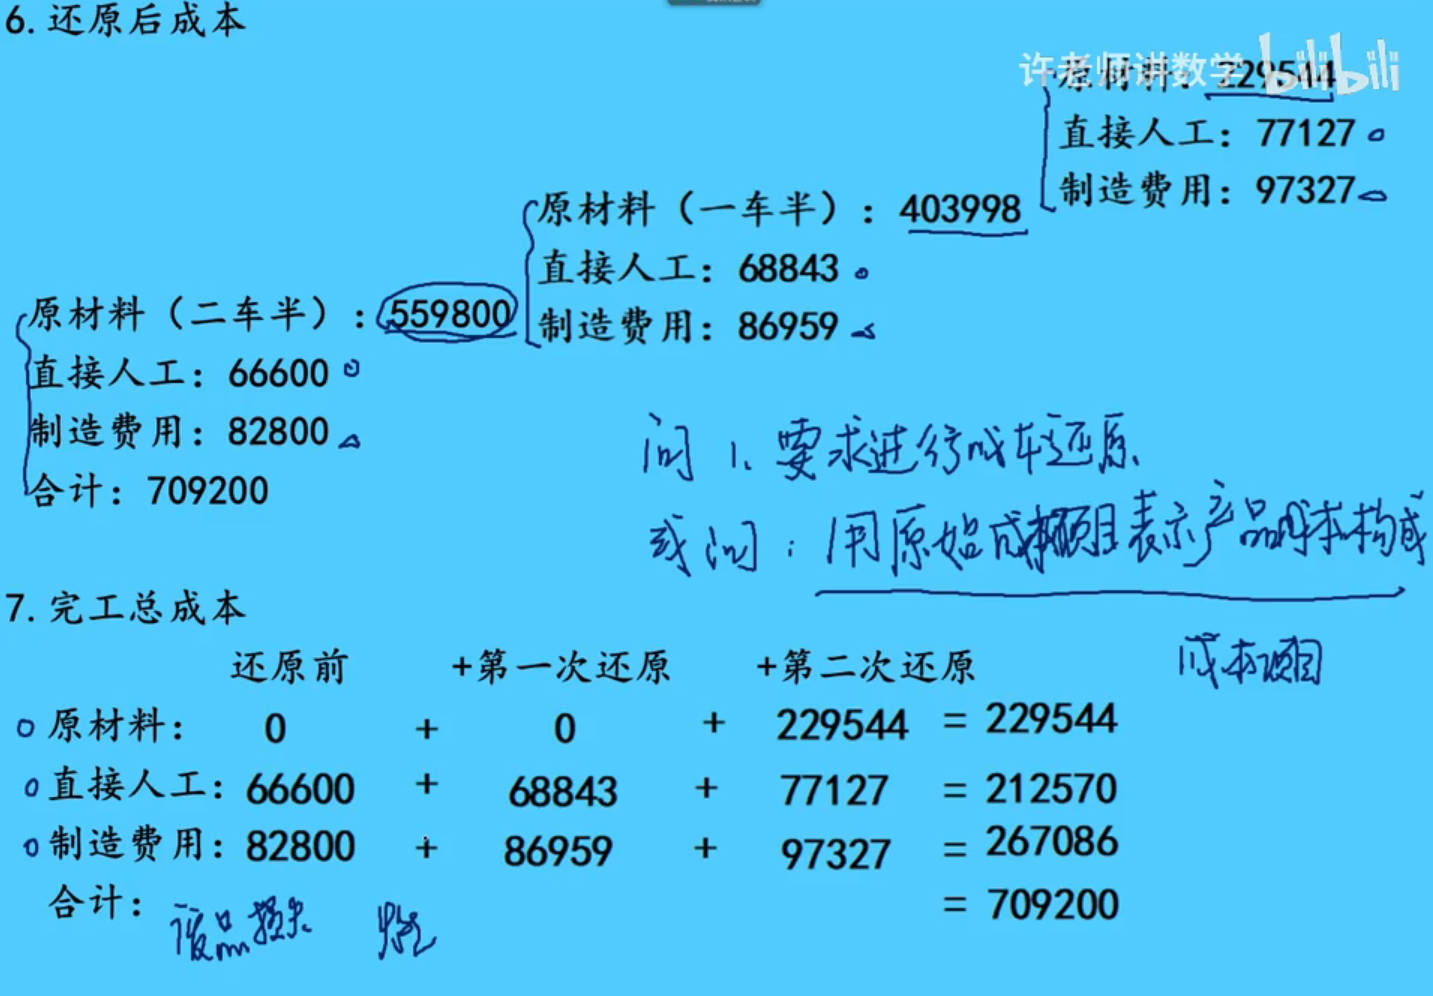 6. 还原后成本
许老师讲数学 bilibili
原材料：229544
直接人工：77127
制造费用：97327
原材料（一车半）：403998
直接人工：68843
制造费用：86959
原材料（二车半）：559800
直接人工：66600
制造费用：82800
合计：709200
问 1、要求进行成本还原
或问：用原始成本项目表示产品成本构成
7. 完工总成本
成本项目
还原前 +第一次还原 +第二次还原
原材料： 0 + 0 + 229544 = 229544
直接人工：66600 + 68843 + 77127 = 212570
制造费用：82800 + 86959 + 97327 = 267086
合计： = 709200
废品损失